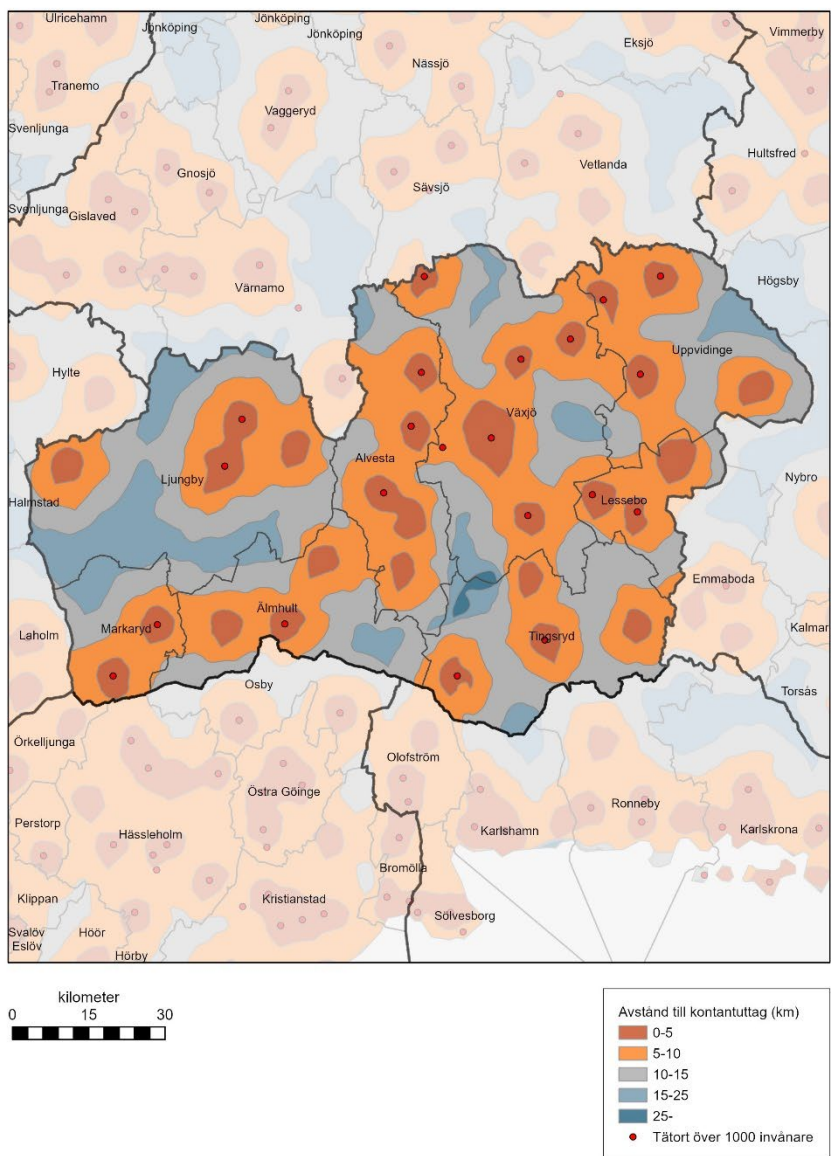 Ulricehamn
Jönköping
Jönköping
Jönköping
Vimmerby
Eksjö
Nässjö
Tranemo
Vaggeryd
Svenljunga
Hultsfred
Vetlanda
Gnosjö
Sävsjö
Svenljunga
Gislaved
Högsby
Värnamo
Uppvidinge
Hylte
Växjö
Alvesta
Ljungby
Nybro
Halmstad
Lessebo
Emmaboda
Laholm
Markaryd
Älmhult
Kalmar
Tingsryd
Osby
Torsås
Örkelljunga
Olofström
Östra Göinge
Ronneby
Perstorp
Hässleholm
Karlshamn
Karlskrona
Bromölla
Klippan
Kristianstad
Sölvesborg
Svalöv
Höör
Eslöv
Hörby
kilometer
0 15 30
Avstånd till kontantuttag (km)
0-5
5-10
10-15
15-25
25-
Tätort över 1000 invånare